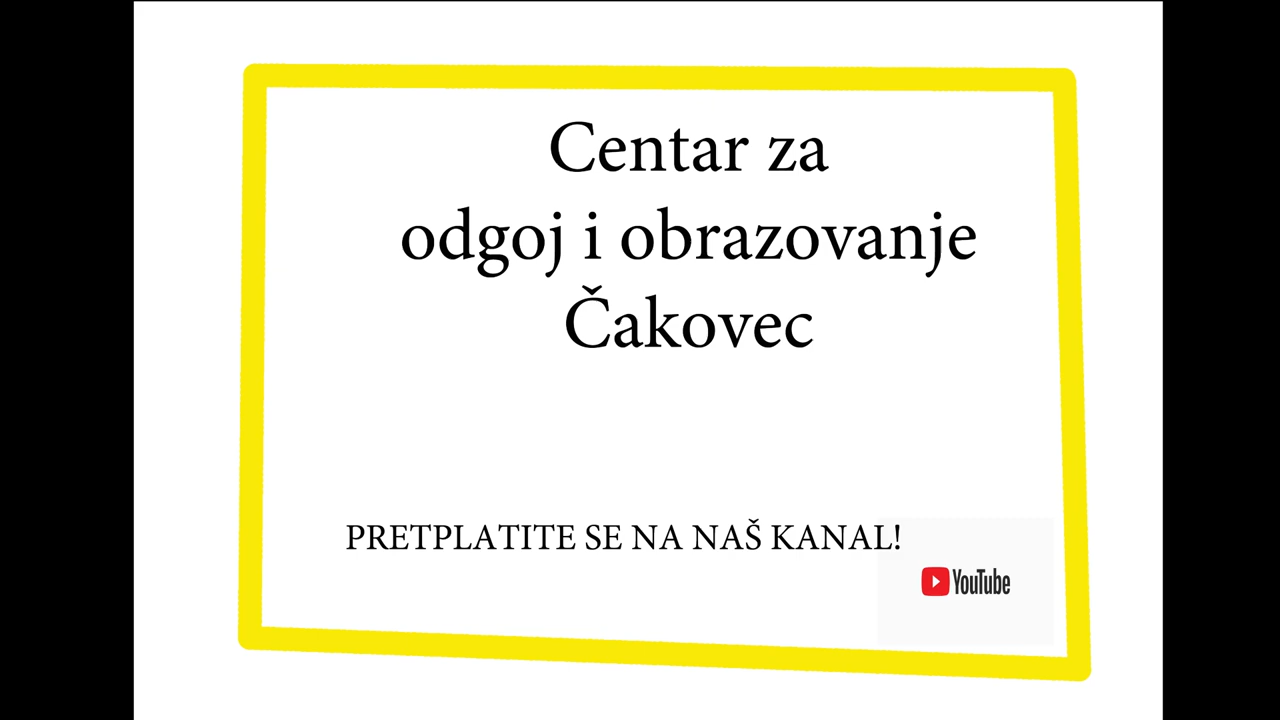 Centar za
odgoj i obrazovanje
Čakovec
PRETPLATITE SE NA NAŠ KANAL!
YouTube